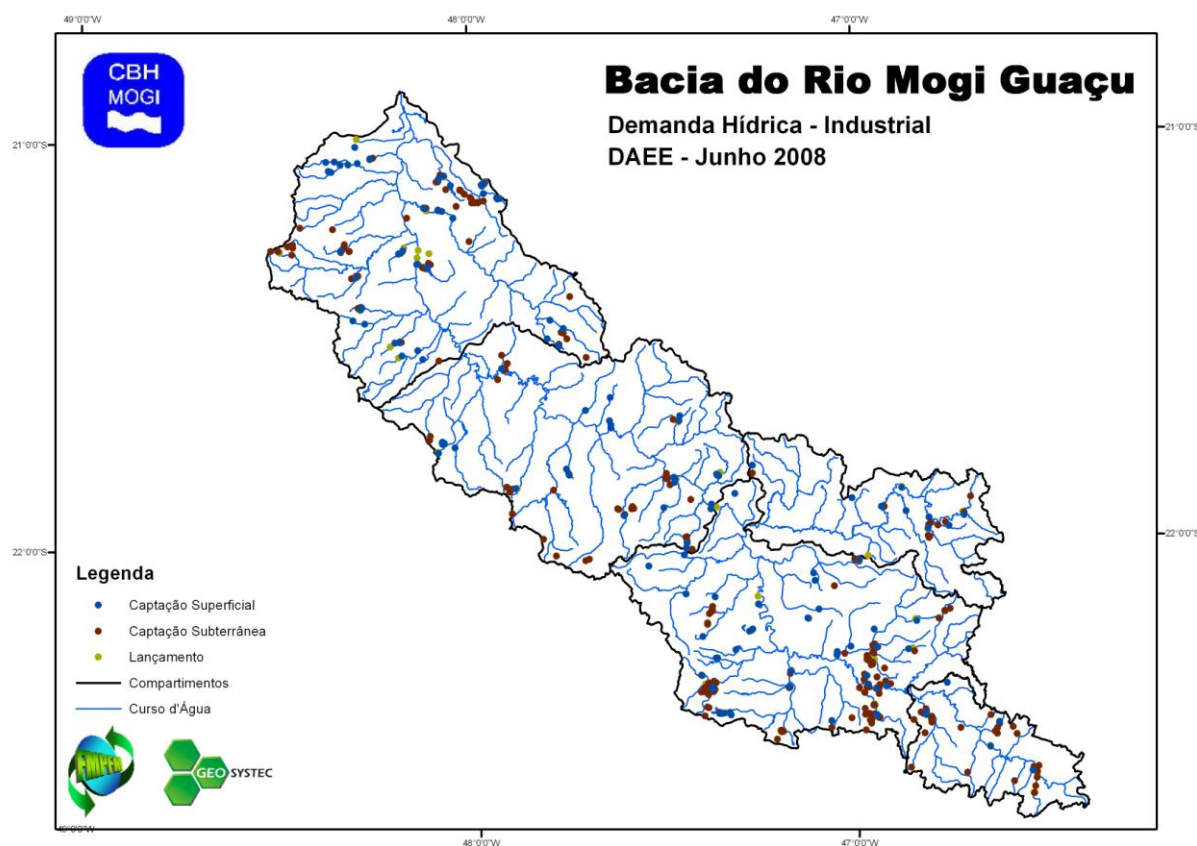 49°0'0"W
48°0'0"W
47°0'0"W
CBH
MOGI
Bacia do Rio Mogi Guaçu
Demanda Hídrica - Industrial
DAEE - Junho 2008
21°0'0"S
21°0'0"S
22°0'0"S
22°0'0"S
Legenda
Captação Superficial
Captação Subterrânea
Lançamento
Compartimentos
Curso d'Água
FMPFM
GEO SYSTEC
48°0'0"W
47°0'0"W